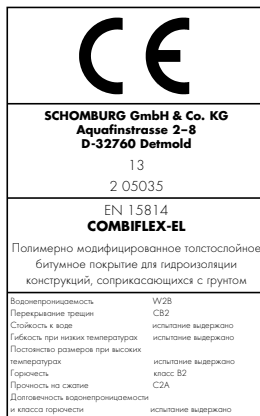 CE
SCHOMBURG GmbH & Co. KG
Aquafinstrasse 2–8
D-32760 Detmold
13
2 05035
EN 15814
COMBIFLEX-EL
Полимерно модифицированное толстослойное
битумное покрытие для гидроизоляции
конструкций, соприкасающихся с грунтом
Водонепроницаемость W2B
Перекрывание трещин CB2
Стойкость к воде испытание выдержано
Гибкость при низких температурах испытание выдержано
Постоянство размеров при высоких
температурах испытание выдержано
Горючесть класс B2
Прочность на сжатие C2A
Долговечность водонепроницаемости
и класса горючести испытание выдержано